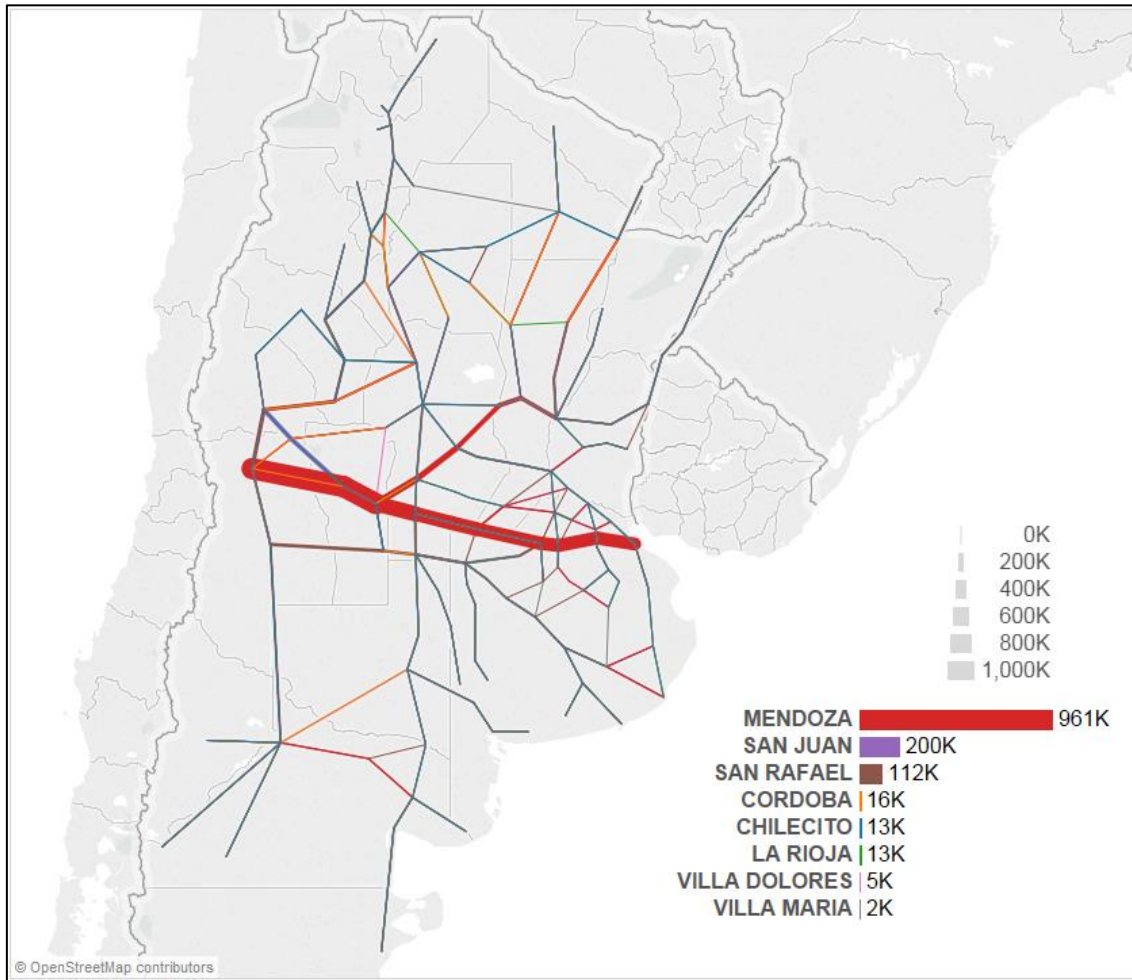 0K
200K
400K
600K
800K
1,000K
MENDOZA 961K
SAN JUAN 200K
SAN RAFAEL 112K
CORDOBA 16K
CHILECITO 13K
LA RIOJA 13K
VILLA DOLORES 5K
VILLA MARIA 2K
© OpenStreetMap contributors